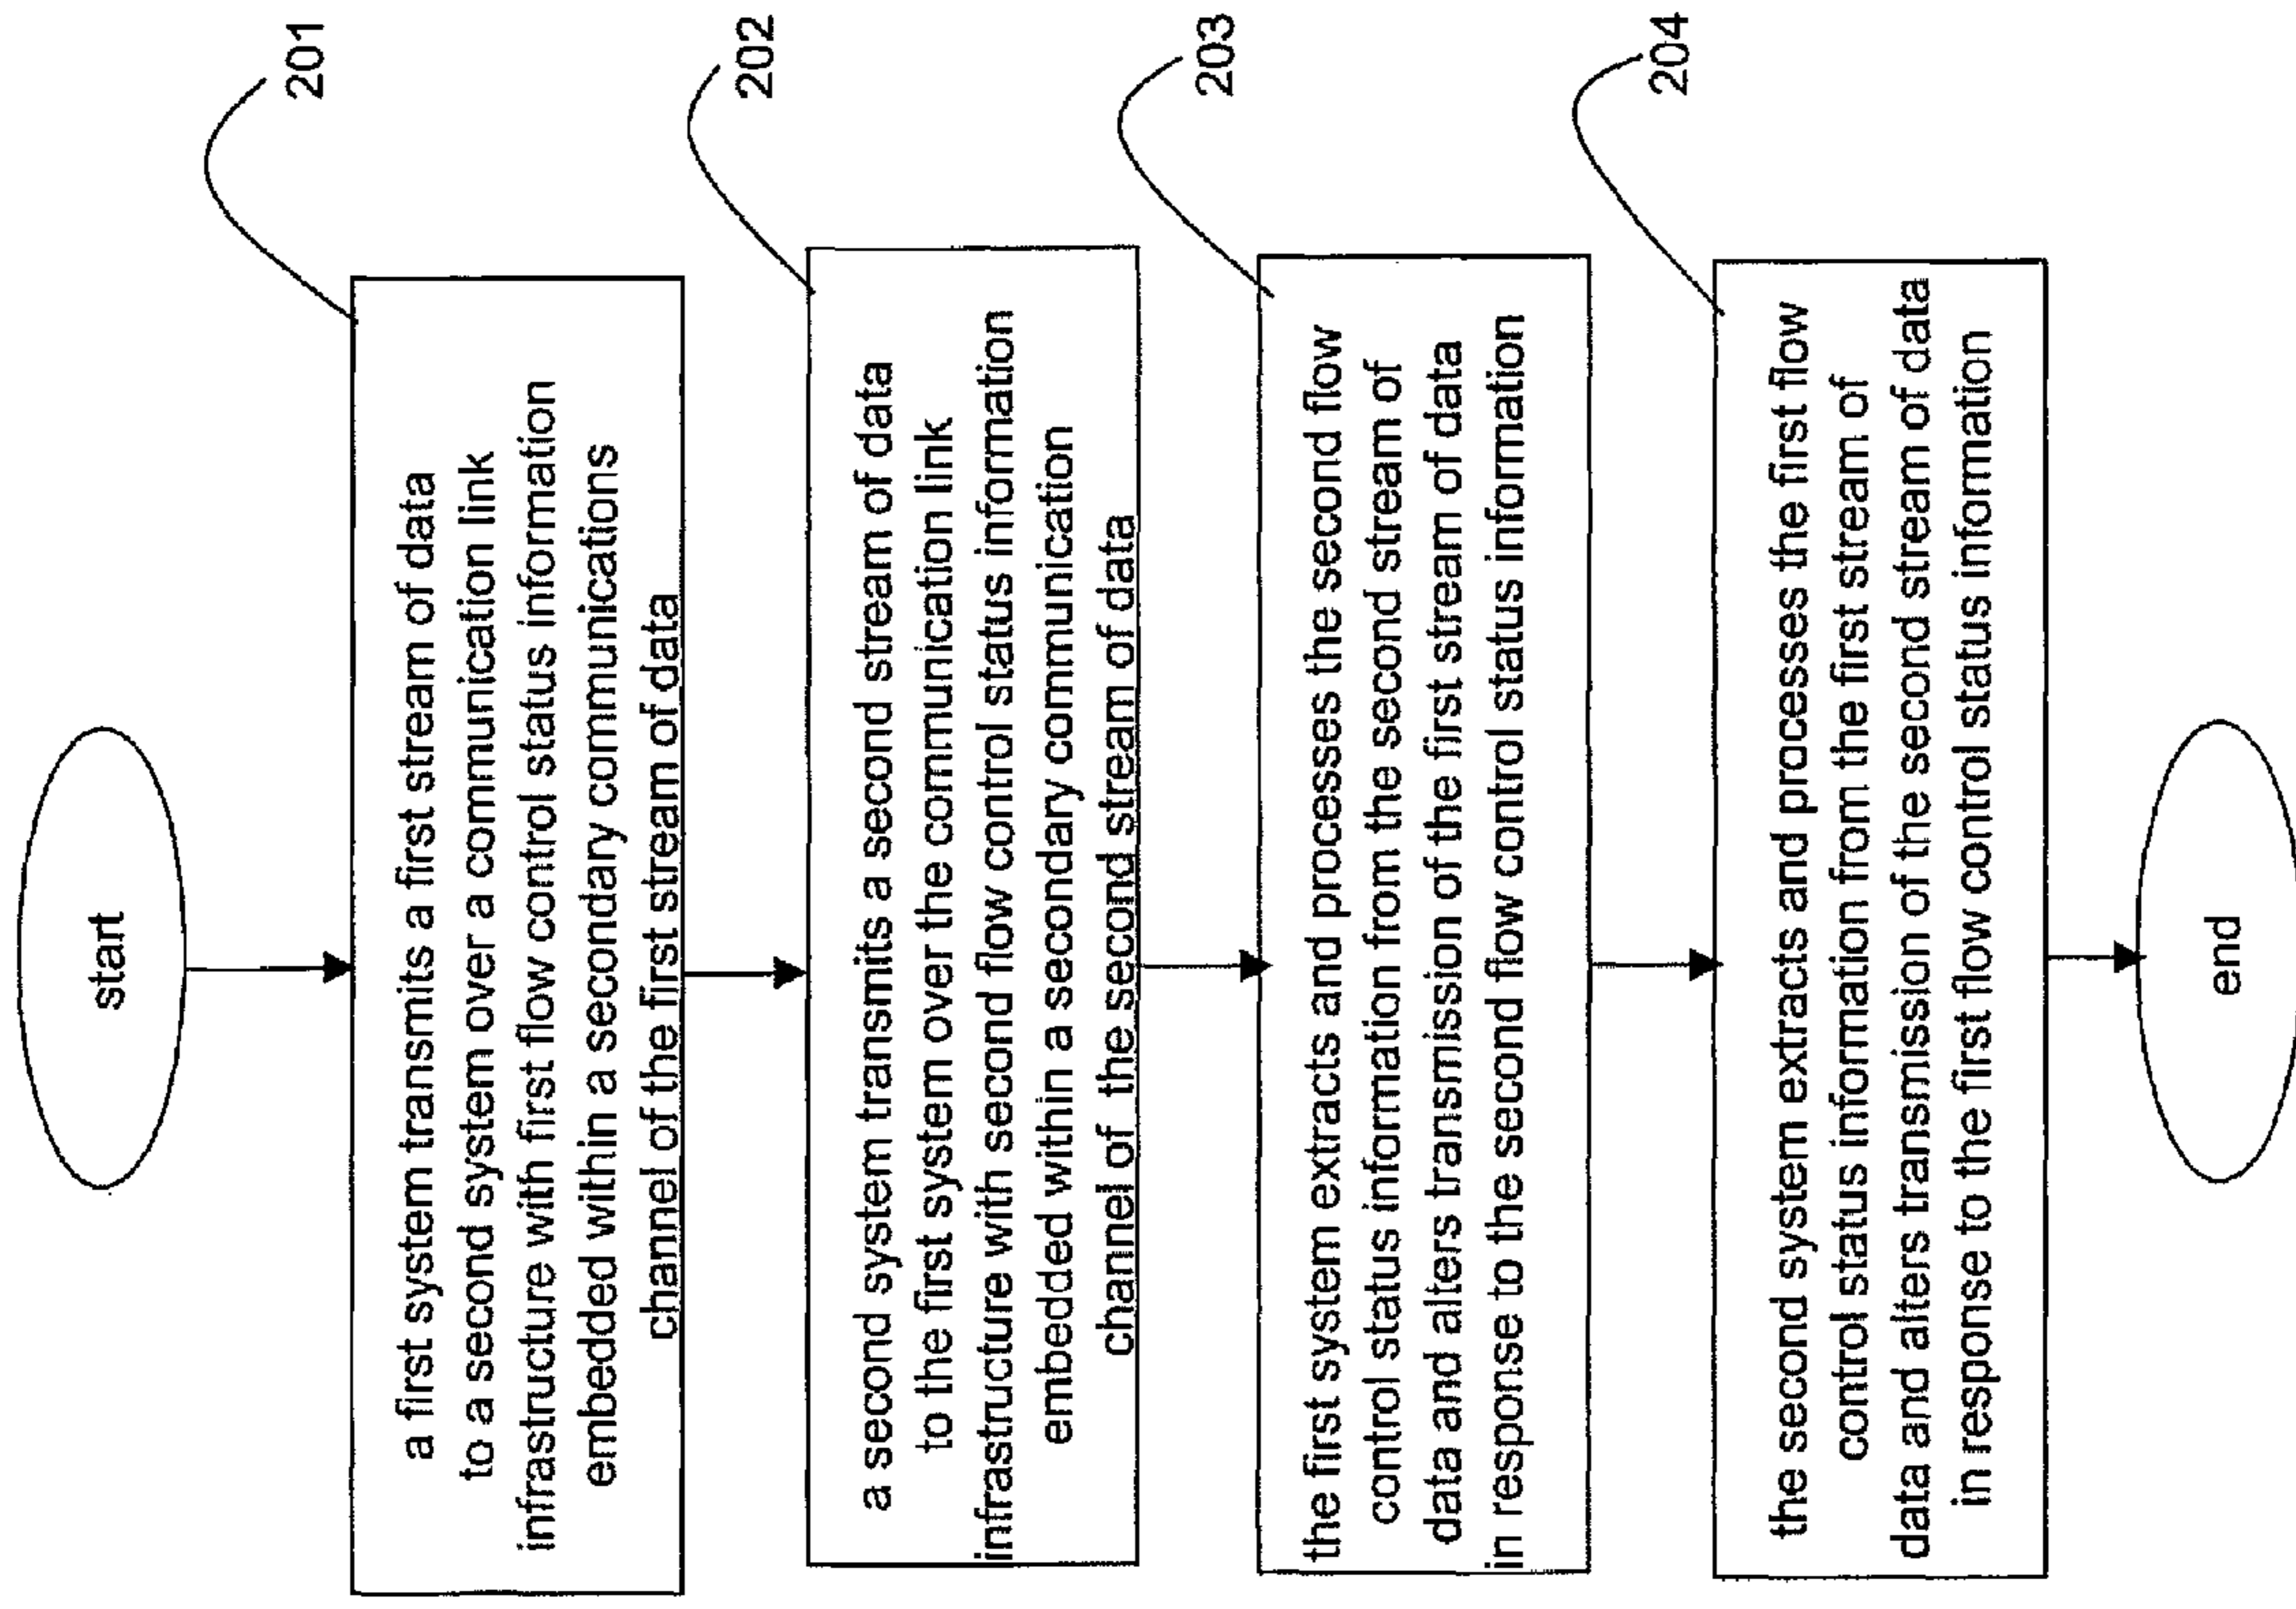 start
201
a first system transmits a first stream of data
to a second system over a communication link
infrastructure with first flow control status information
embedded within a secondary communications
channel of the first stream of data
202
a second system transmits a second stream of data
to the first system over the communication link
infrastructure with second flow control status information
embedded within a secondary communication
channel of the second stream of data
203
the first system extracts and processes the second flow
control status information from the second stream of
data and alters transmission of the first stream of data
in response to the second flow control status information
204
the second system extracts and processes the first flow
control status information from the first stream of
data and alters transmission of the second stream of data
in response to the first flow control status information
end